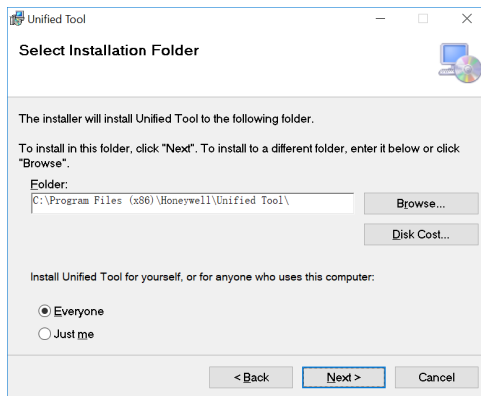 Unified Tool
Select Installation Folder
The installer will install Unified Tool to the following folder.
To install in this folder, click "Next". To install to a different folder, enter it below or click
"Browse".
Folder:
C:\Program Files (x86)\Honeywell\Unified Tool\
Browse...
Disk Cost...
Install Unified Tool for yourself, or for anyone who uses this computer:
Everyone
Just me
< Back
Next >
Cancel